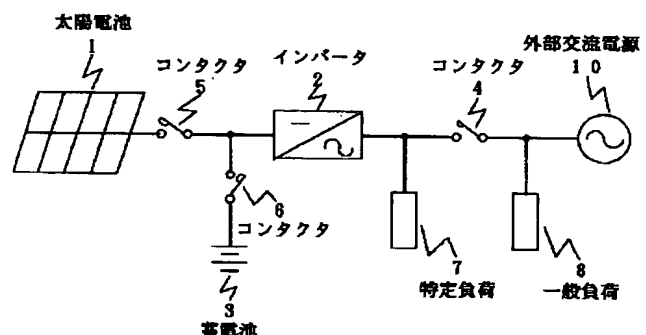 太陽電池
1
コンタクタ
5
インバータ
2
コンタクタ
4
外部交流電源
10
6
コンタクタ
3
蓄電池
7
特定負荷
8
一般負荷